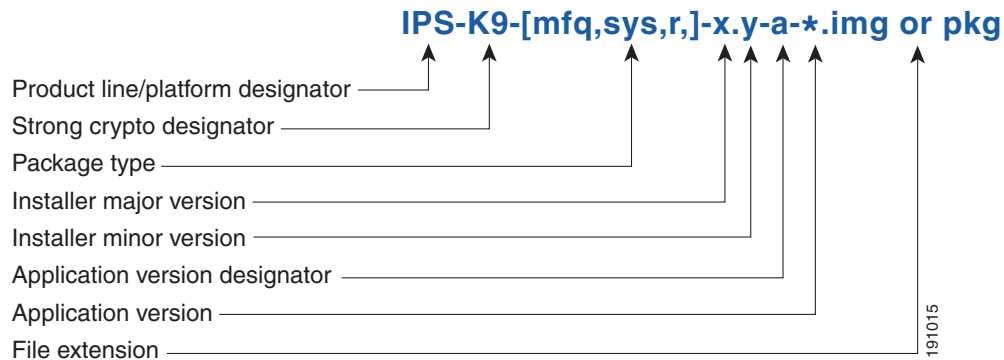 IPS-K9-[mfq,sys,r,]-x.y-a-*.img or pkg
Product line/platform designator
Strong crypto designator
Package type
Installer major version
Installer minor version
Application version designator
Application version
File extension
191015